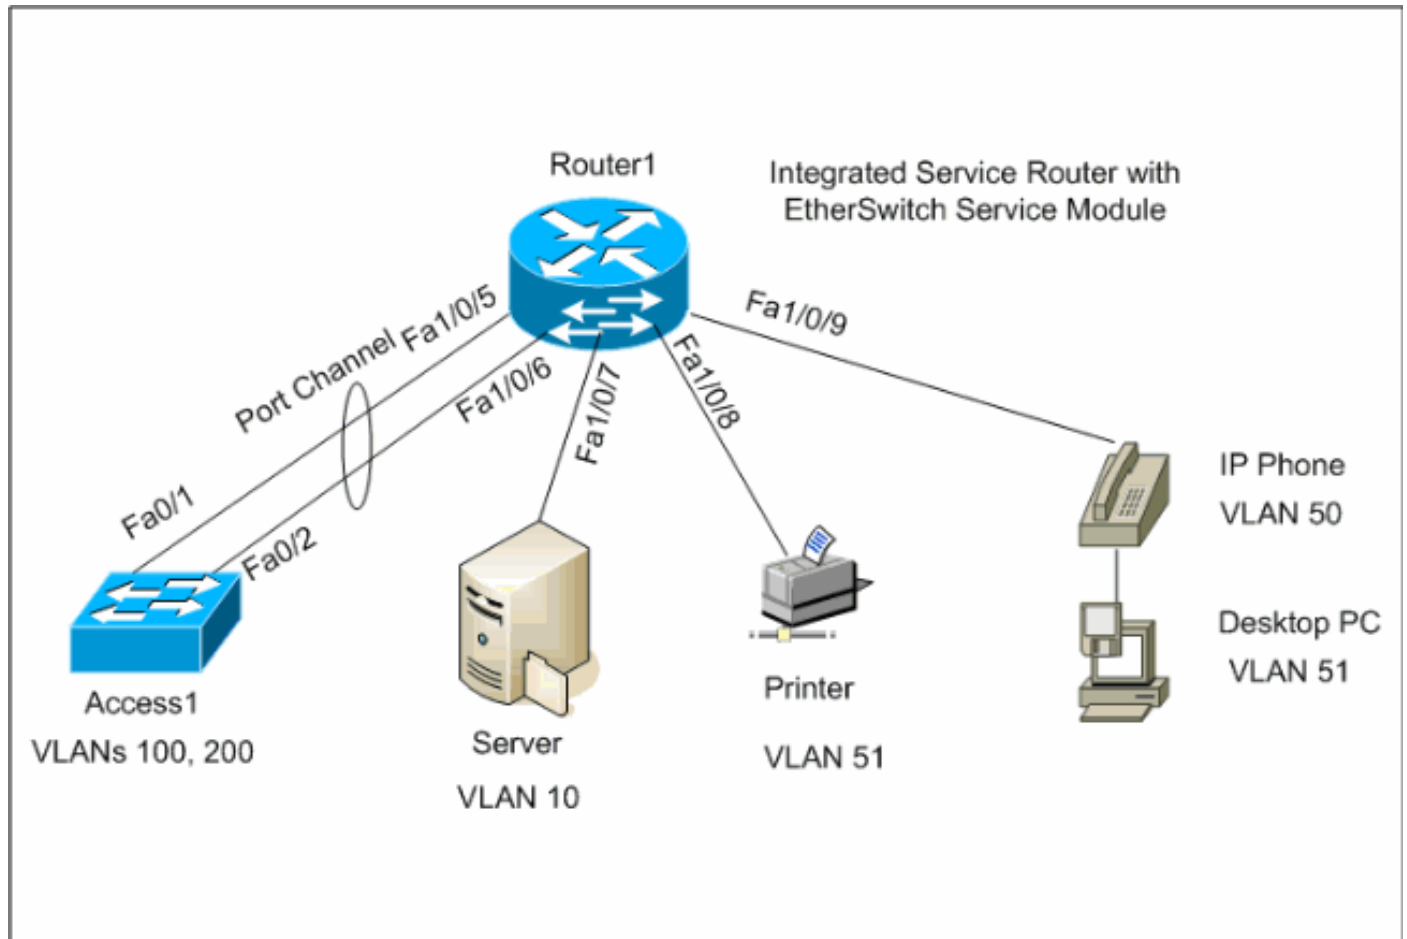 Router1
Integrated Service Router with
EtherSwitch Service Module
Port Channel
Fa1/0/5
Fa1/0/6
Fa1/0/7
Fa1/0/8
Fa1/0/9
Fa0/1
Fa0/2
Access1
VLANs 100, 200
Server
VLAN 10
Printer
VLAN 51
IP Phone
VLAN 50
Desktop PC
VLAN 51